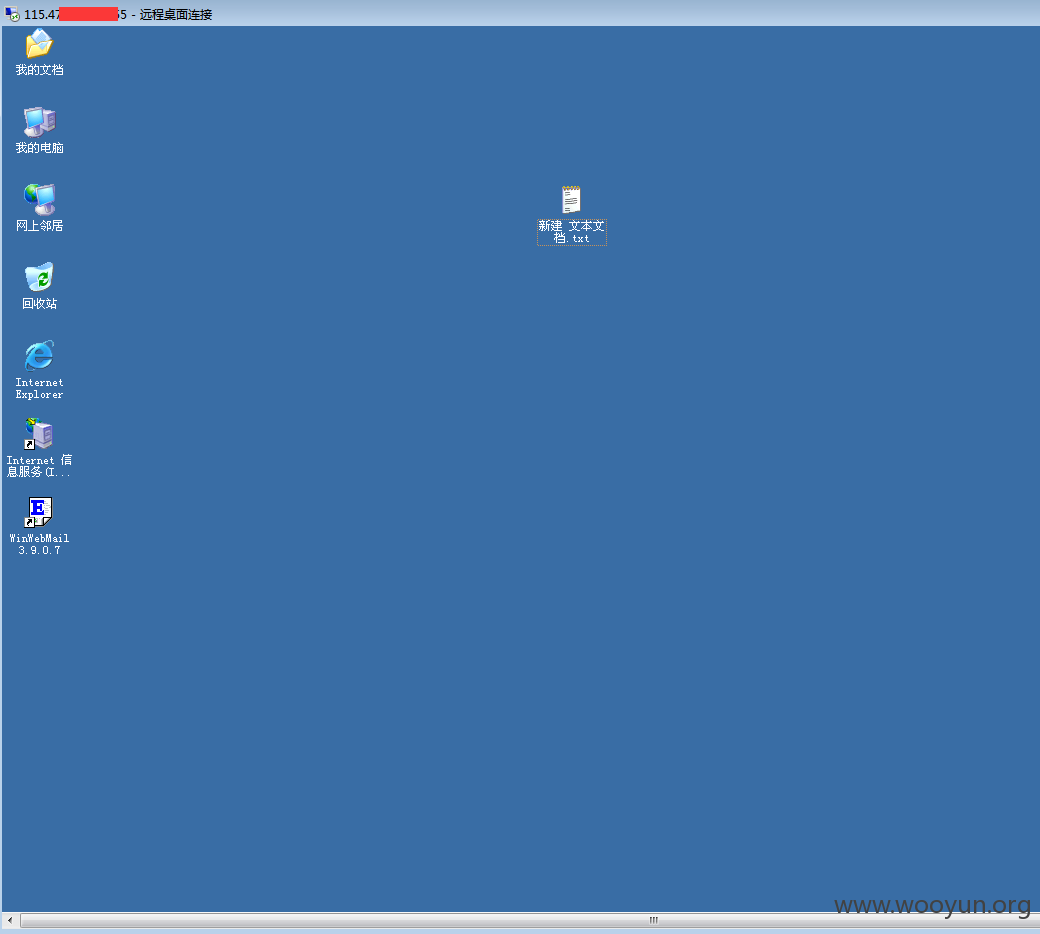 115.47 5 - 远程桌面连接
我的文档
我的电脑
网上邻居
回收站
Internet
Explorer
Internet 信
息服务(I...
WinWebMail
3.9.0.7
新建 文本文
档.txt
www.wooyun.org